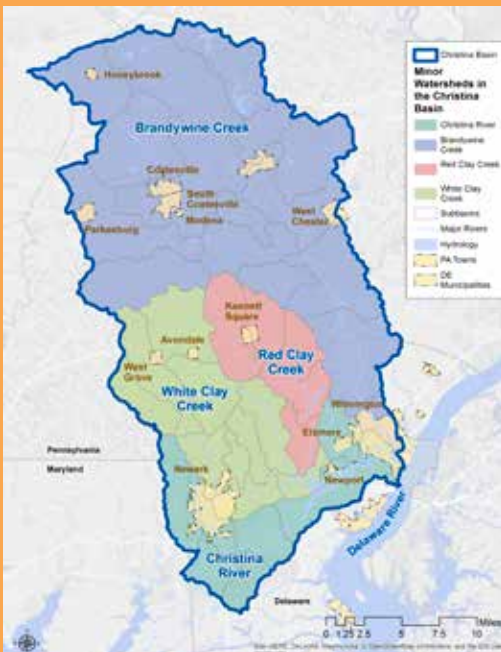 Honeybrook
Brandywine Creek
Coatesville
South
Coatesville
Modena
Parkesburg
West
Chester
Kennett
Square
Avondale
West
Grove
Red Clay
Creek
White Clay
Creek
Wilmington
Elsmere
Newport
Newark
Pennsylvania
Maryland
Christina
River
Delaware River
Delaware
Christina Basin
Minor
Watersheds in
the Christina
Basin
Christina River
Brandywine
Creek
Red Clay Creek
White Clay
Creek
Subbasins
Major Rivers
Hydrology
PA Towns
DE
Municipalities
0 1.25 2.5 5 7.5 10
Miles